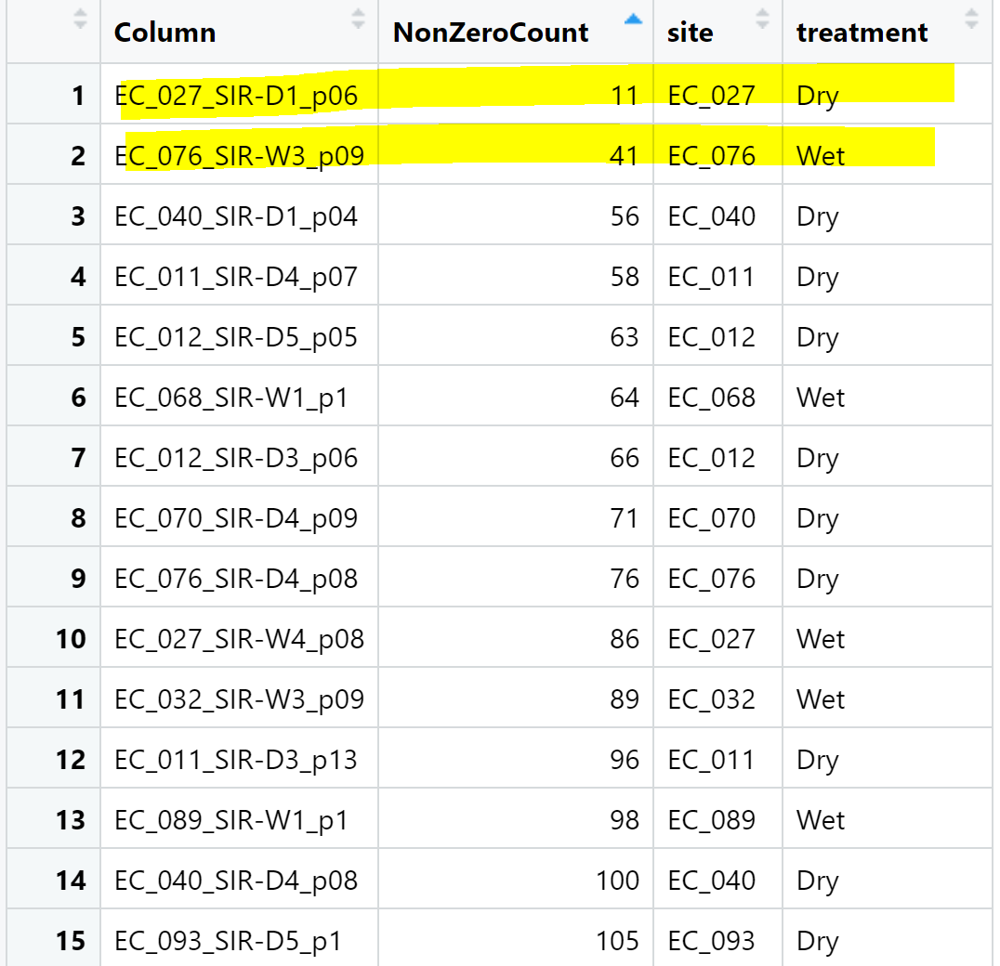 Column NonZeroCount site treatment
1 EC_027_SIR-D1_p06 11 EC_027 Dry
2 EC_076_SIR-W3_p09 41 EC_076 Wet
3 EC_040_SIR-D1_p04 56 EC_040 Dry
4 EC_011_SIR-D4_p07 58 EC_011 Dry
5 EC_012_SIR-D5_p05 63 EC_012 Dry
6 EC_068_SIR-W1_p1 64 EC_068 Wet
7 EC_012_SIR-D3_p06 66 EC_012 Dry
8 EC_070_SIR-D4_p09 71 EC_070 Dry
9 EC_076_SIR-D4_p08 76 EC_076 Dry
10 EC_027_SIR-W4_p08 86 EC_027 Wet
11 EC_032_SIR-W3_p09 89 EC_032 Wet
12 EC_011_SIR-D3_p13 96 EC_011 Dry
13 EC_089_SIR-W1_p1 98 EC_089 Wet
14 EC_040_SIR-D4_p08 100 EC_040 Dry
15 EC_093_SIR-D5_p1 105 EC_093 Dry